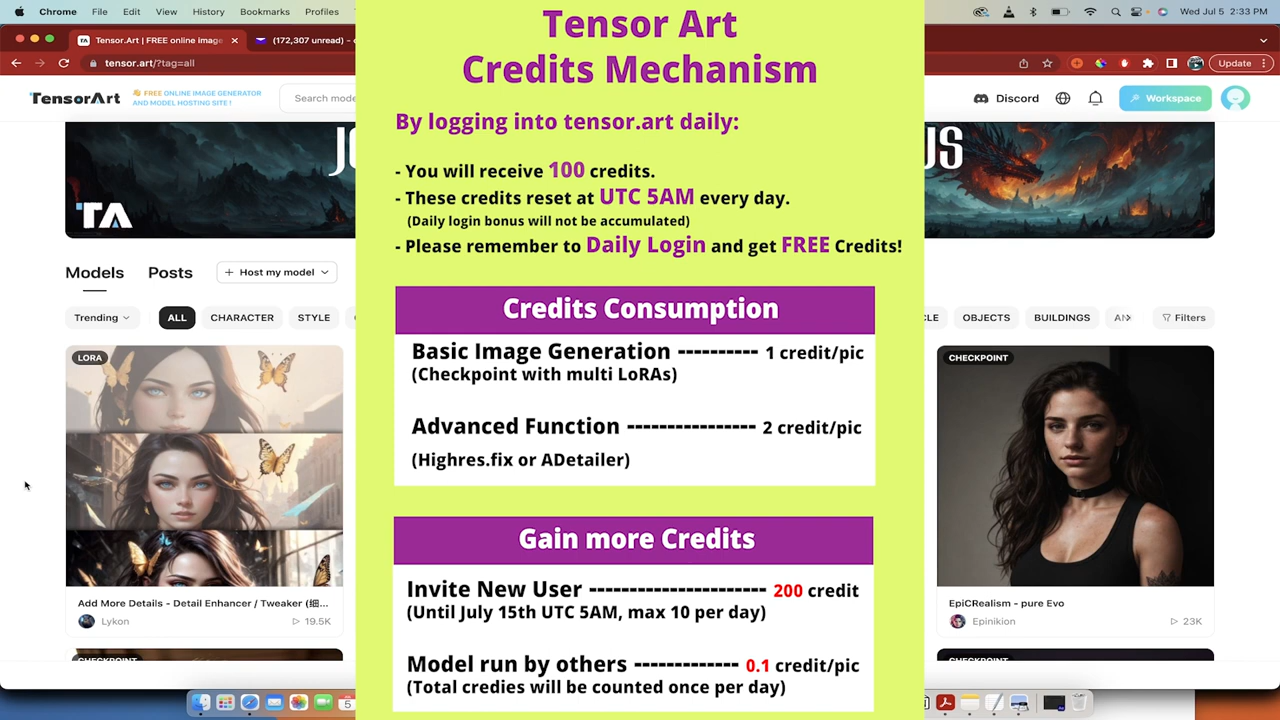 Chrome File Edit View History Bookmarks Profiles
Wed Jul 5 2:33 PM
Tensor.Art | FREE online image
(172,307 unread) -
tensor.art/?tag=all
Update
TensorArt
FREE ONLINE IMAGE GENERATOR
AND MODEL HOSTING SITE !
Search mode
Discord
Workspace
TA
US
Models Posts + Host my model
Trending ALL CHARACTER STYLE
OBJECTS BUILDINGS Filters
LORA
Add More Details - Detail Enhancer / Tweaker (细...
Lykon 19.5K
CHECKPOINT
CHECKPOINT
EpiCRealism - pure Evo
Epinikion 23K
CHECKPOINT
Tensor Art
Credits Mechanism
By logging into tensor.art daily:
- You will receive 100 credits.
- These credits reset at UTC 5AM every day.
(Daily login bonus will not be accumulated)
- Please remember to Daily Login and get FREE Credits!
Credits Consumption
Basic Image Generation ---------- 1 credit/pic
(Checkpoint with multi LoRAs)
Advanced Function ---------------- 2 credit/pic
(Highres.fix or ADetailer)
Gain more Credits
Invite New User ---------------------- 200 credit
(Until July 15th UTC 5AM, max 10 per day)
Model run by others ------------- 0.1 credit/pic
(Total credies will be counted once per day)